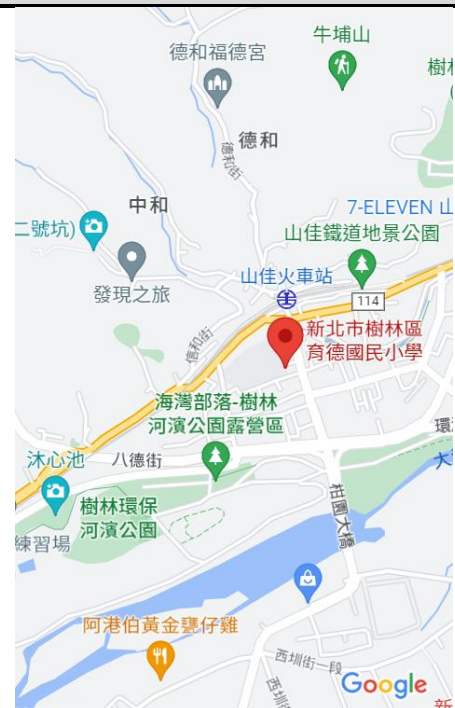 牛埔山
德和福德宮
樹林
德和
德和街
中和
7-ELEVEN 山
二號坑)
山佳鐵道地景公園
發現之旅
山佳火車站
114
新北市樹林區
育德國民小學
信和街
海灣部落-樹林
河濱公園露營區
環
沐心池
八德街
大
樹林環保
河濱公園
練習場
柑園大橋
阿港伯黃金甕仔雞
西圳街一段
西圳街
Google
新